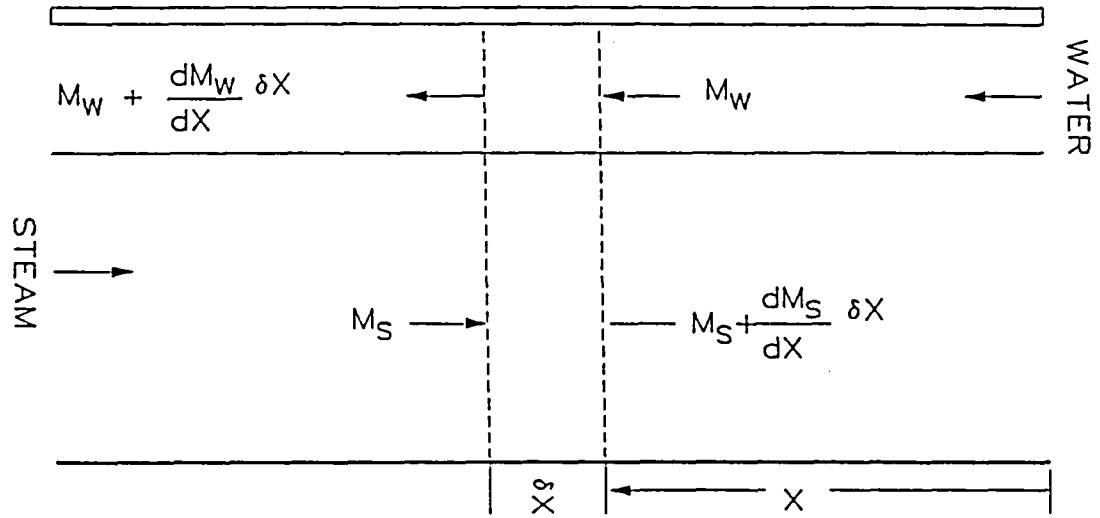 WATER
M_W + dM_W/dX δX
M_W
STEAM
M_S
M_S + dM_S/dX δX
δX
X